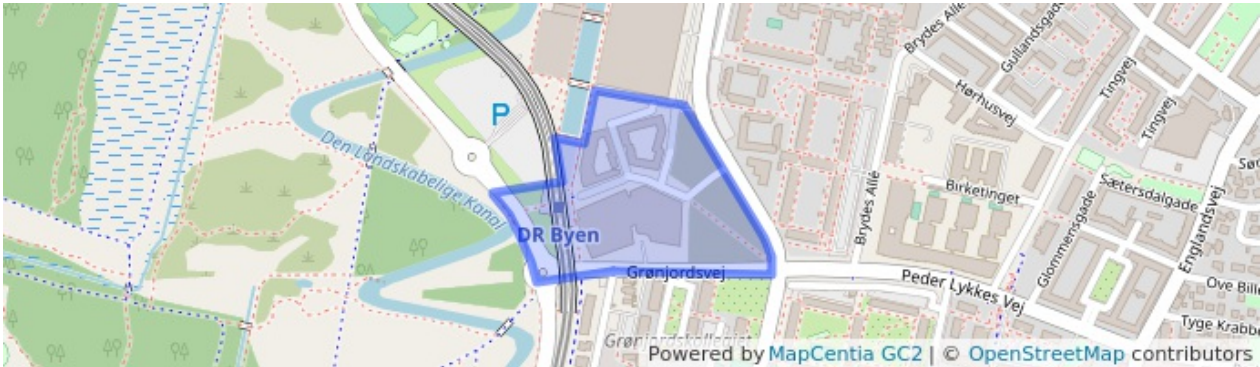 Brydes Allé
Gullandsgade
Tingvej
Hørhusvej
Tingvej
P
Den Landskabelige Kanal
Birketinget
Sætersdalgade
Brydes Allé
Glommensgade
Englandsvej
DR Byen
Grønjordsvej
Peder Lykkes Vej
Ove Bille
Tyge Krabbe
Grønjordskollegiet
Powered by MapCentia GC2 | © OpenStreetMap contributors